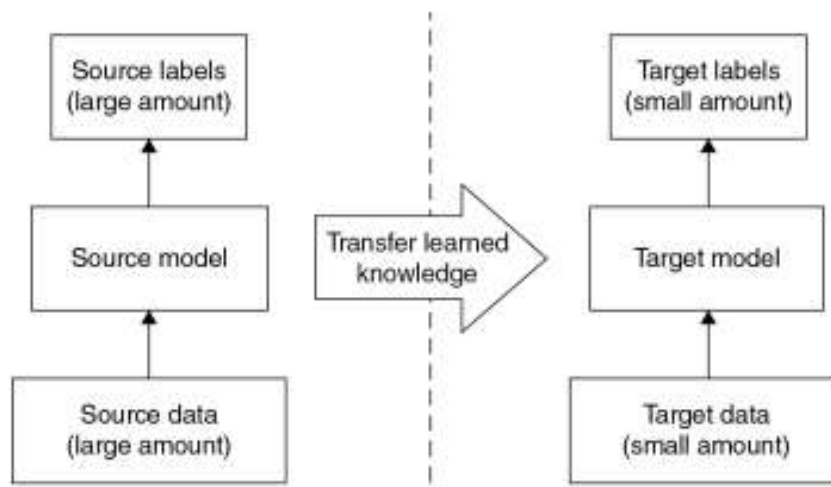 Source labels
(large amount)
Target labels
(small amount)
Source model
Transfer learned
knowledge
Target model
Source data
(large amount)
Target data
(small amount)